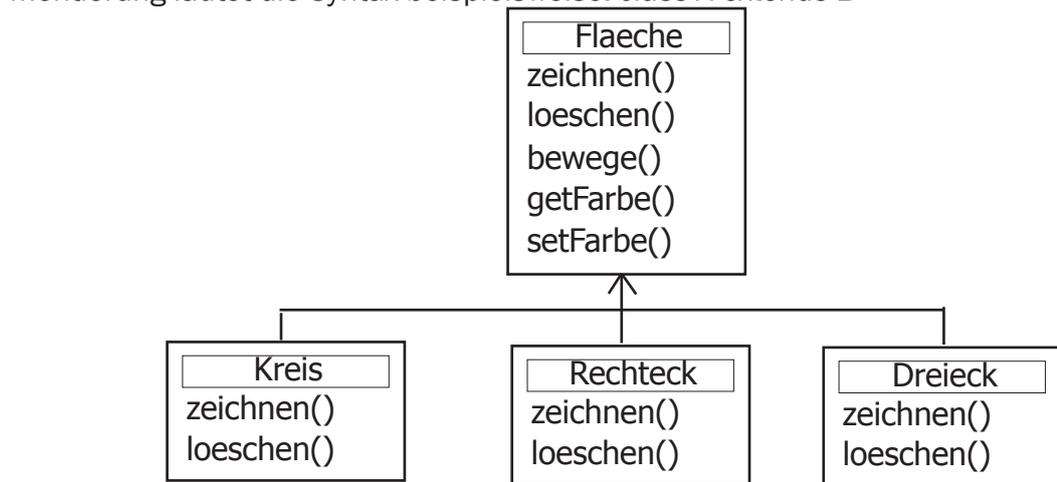 Flaeche
zeichnen()
loeschen()
bewege()
getFarbe()
setFarbe()
Kreis
zeichnen()
loeschen()
Rechteck
zeichnen()
loeschen()
Dreieck
zeichnen()
loeschen()